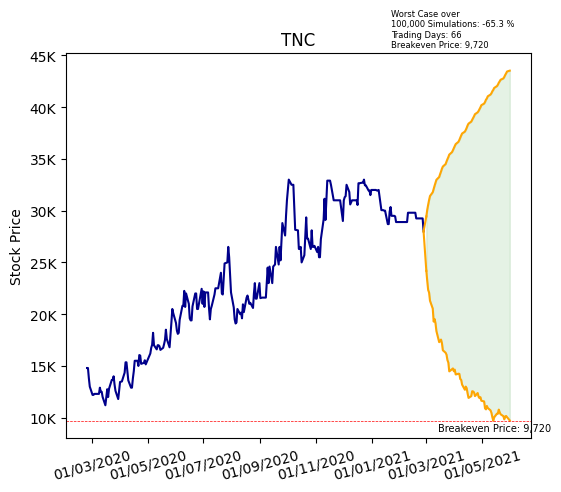 Worst Case over
100,000 Simulations: -65.3 %
Trading Days: 66
Breakeven Price: 9,720
TNC
45K
40K
35K
30K
25K
20K
15K
10K
Stock Price
Breakeven Price: 9,720
01/03/2020
01/05/2020
01/07/2020
01/09/2020
01/11/2020
01/01/2021
01/03/2021
01/05/2021